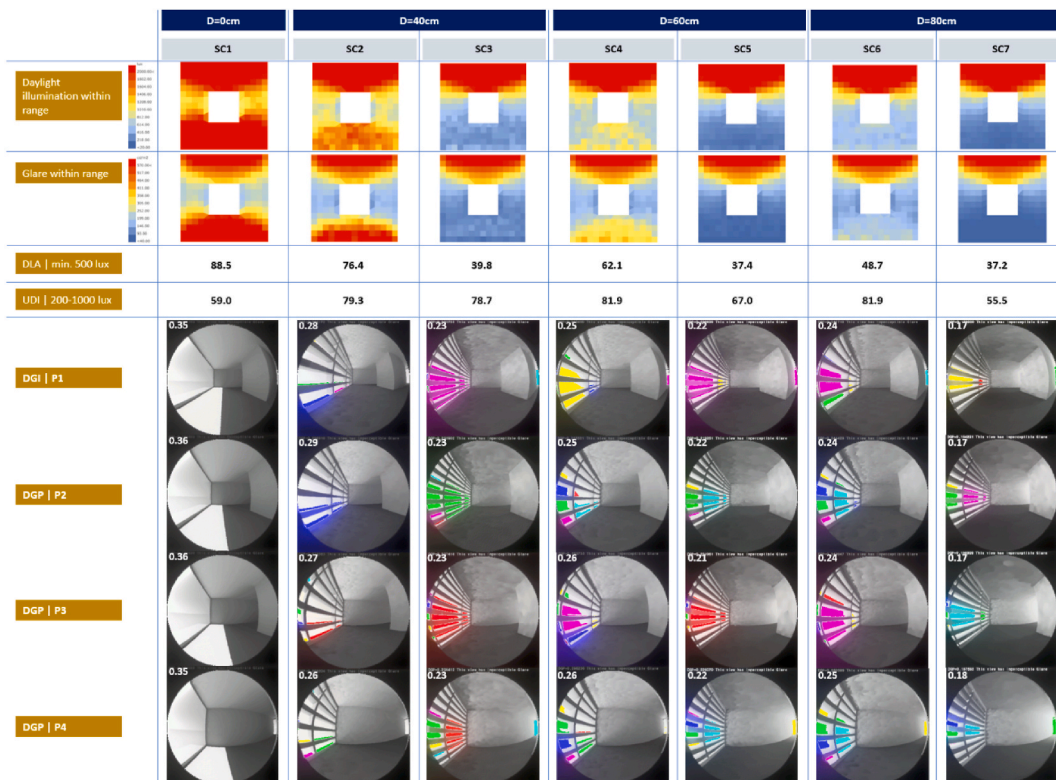 D=0cm D=40cm D=60cm D=80cm
SC1 SC2 SC3 SC4 SC5 SC6 SC7
Daylight
illumination within
range
Glare within range
DLA | min. 500 lux 88.5 76.4 39.8 62.1 37.4 48.7 37.2
UDI | 200-1000 lux 59.0 79.3 78.7 81.9 67.0 81.9 55.5
0.35 0.28 0.23 0.25 0.22 0.24 0.17
DGI | P1
0.36 0.29 0.23 0.25 0.22 0.24 0.17
DGP | P2
0.36 0.27 0.23 0.26 0.21 0.24 0.17
DGP | P3
0.35 0.26 0.23 0.26 0.22 0.25 0.18
DGP | P4